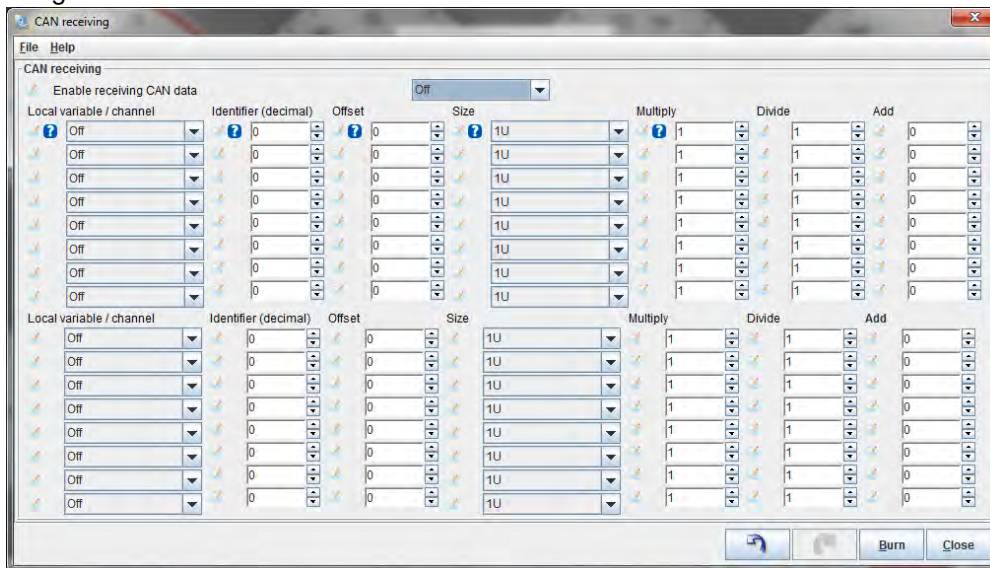 CAN receiving
File Help
CAN receiving
Enable receiving CAN data Off
Local variable / channel Identifier (decimal) Offset Size Multiply Divide Add
? Off ? 0 ? 0 ? 1U ? 1 1 0
Off 0 0 1U 1 1 0
Off 0 0 1U 1 1 0
Off 0 0 1U 1 1 0
Off 0 0 1U 1 1 0
Off 0 0 1U 1 1 0
Off 0 0 1U 1 1 0
Off 0 0 1U 1 1 0
Local variable / channel Identifier (decimal) Offset Size Multiply Divide Add
Off 0 0 1U 1 1 0
Off 0 0 1U 1 1 0
Off 0 0 1U 1 1 0
Off 0 0 1U 1 1 0
Off 0 0 1U 1 1 0
Off 0 0 1U 1 1 0
Off 0 0 1U 1 1 0
Off 0 0 1U 1 1 0
Burn Close